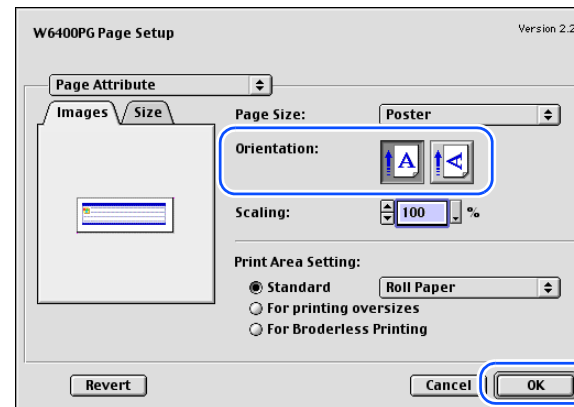 W6400PG Page Setup
Version 2.2
Page Attribute
Images
Size
Page Size:
Poster
Orientation:
A
A
Scaling:
100
%
Print Area Setting:
Standard
Roll Paper
For printing oversizes
For Broderless Printing
Revert
Cancel
OK